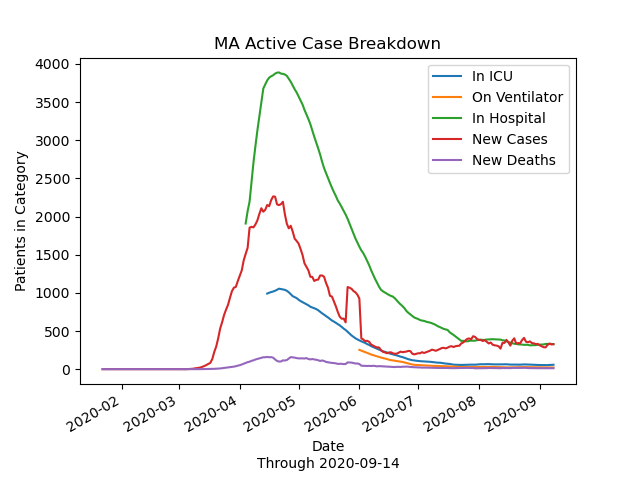 MA Active Case Breakdown
4000
3500
3000
2500
2000
1500
1000
500
0
Patients in Category
In ICU
On Ventilator
In Hospital
New Cases
New Deaths
2020-02
2020-03
2020-04
2020-05
2020-06
2020-07
2020-08
2020-09
Date
Through 2020-09-14